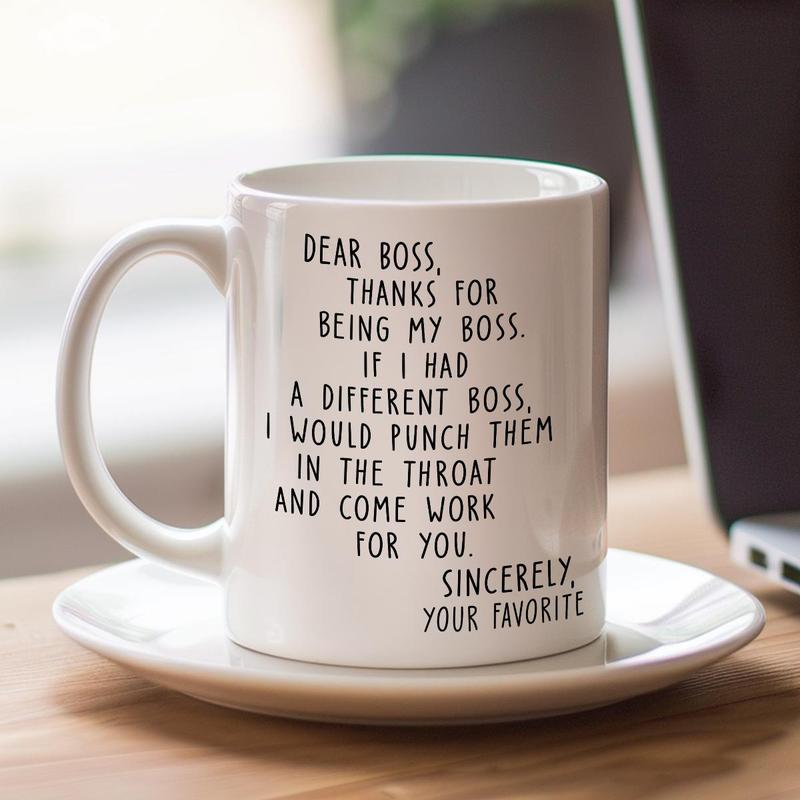 DEAR BOSS,
THANKS FOR
BEING MY BOSS.
IF I HAD
A DIFFERENT BOSS,
I WOULD PUNCH THEM
IN THE THROAT
AND COME WORK
FOR YOU.
SINCERELY,
YOUR FAVORITE